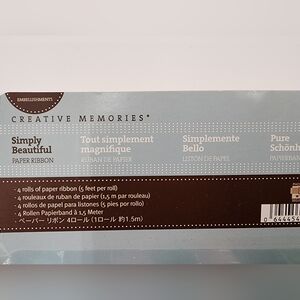 EMBELLISHMENTS
CREATIVE MEMORIES®
Simply Beautiful
PAPER RIBBON
Tout simplement magnifique
RUBAN DE PAPIER
Simplemente Bello
LISTÓN DE PAPEL
Pure Schönh
PAPIERBAN
· 4 rolls of paper ribbon (5 feet per roll)
· 4 rouleaux de ruban de papier (1,5 m par rouleau)
· 4 rollos de papel para listones (5 pies por rollo)
· 4 Rollen Papierband à 1,5 Meter
· ペーパー リボン 4ロール (1ロール 約1.5m)